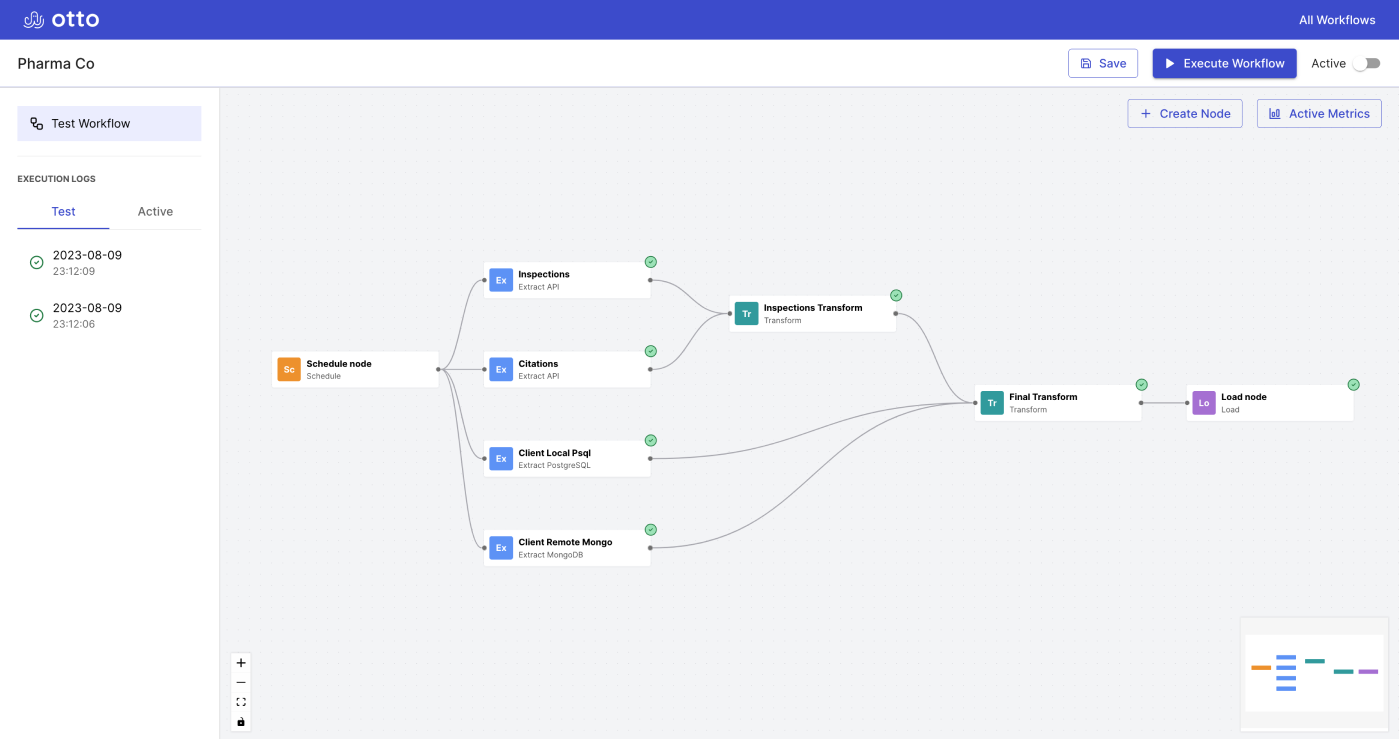 otto
All Workflows
Pharma Co
Save
Execute Workflow
Active
Test Workflow
Create Node
Active Metrics
EXECUTION LOGS
Test
Active
2023-08-09
23:12:09
2023-08-09
23:12:06
Sc
Schedule node
Schedule
Ex
Inspections
Extract API
Ex
Citations
Extract API
Ex
Client Local Psql
Extract PostgreSQL
Ex
Client Remote Mongo
Extract MongoDB
Tr
Inspections Transform
Transform
Tr
Final Transform
Transform
Lo
Load node
Load